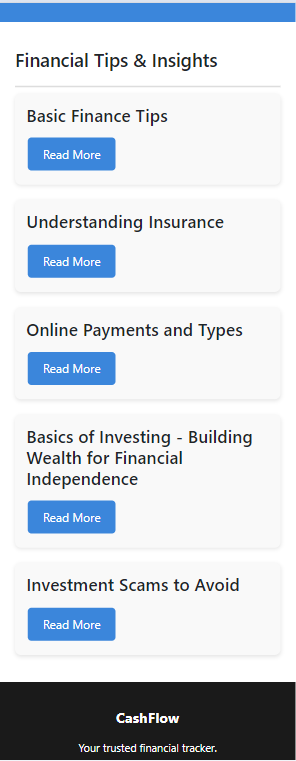 Financial Tips & Insights
Basic Finance Tips
Read More
Understanding Insurance
Read More
Online Payments and Types
Read More
Basics of Investing - Building
Wealth for Financial
Independence
Read More
Investment Scams to Avoid
Read More
CashFlow
Your trusted financial tracker.